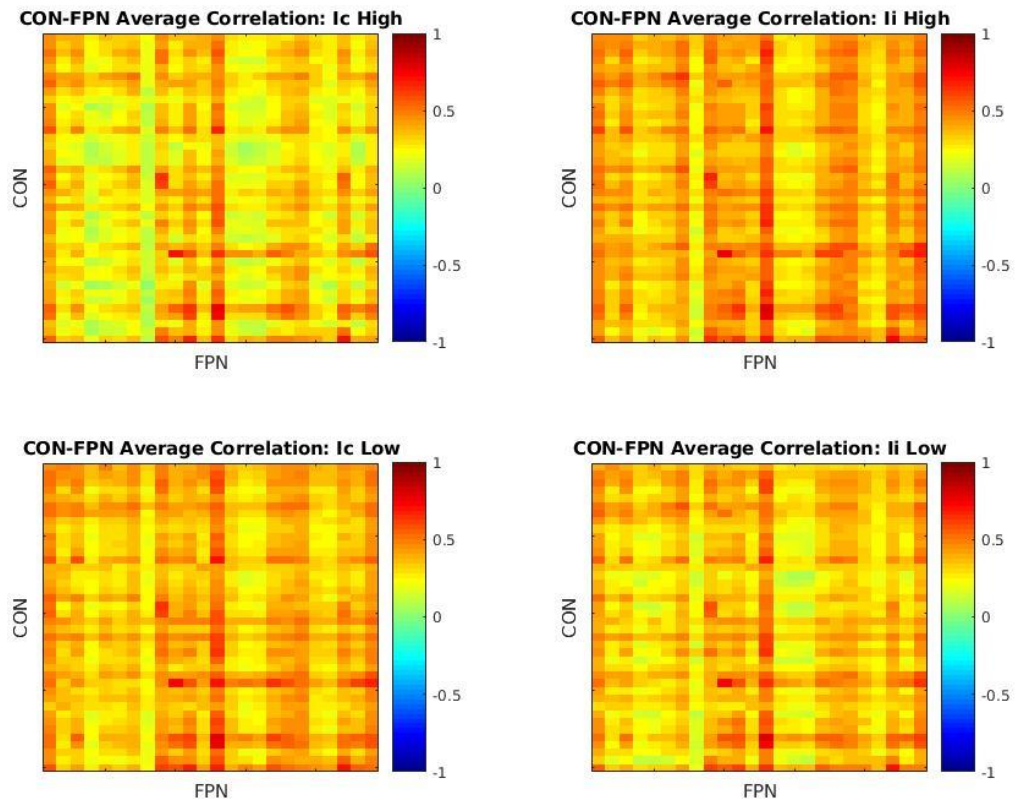 CON-FPN Average Correlation: Ic High
CON
FPN
1
0.5
0
-0.5
-1
CON-FPN Average Correlation: Ii High
CON
FPN
1
0.5
0
-0.5
-1
CON-FPN Average Correlation: Ic Low
CON
FPN
1
0.5
0
-0.5
-1
CON-FPN Average Correlation: Ii Low
CON
FPN
1
0.5
0
-0.5
-1